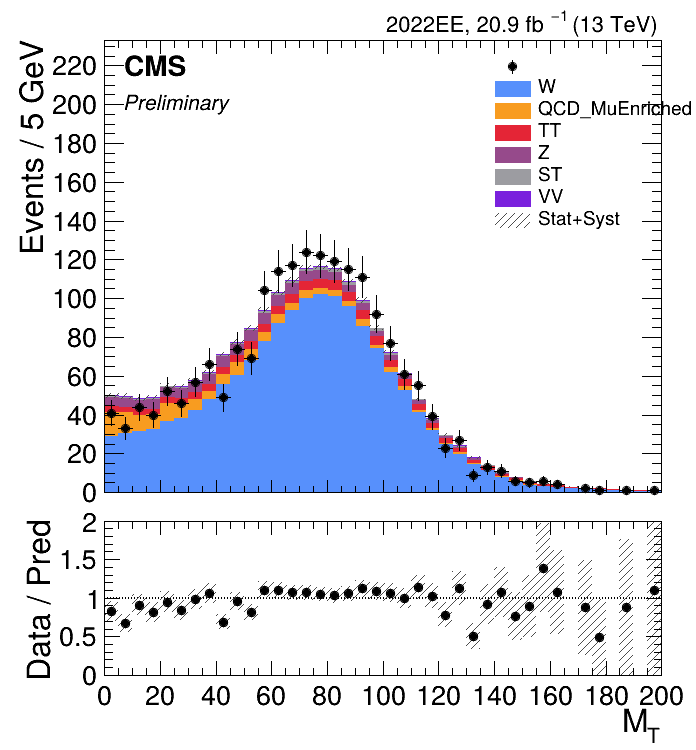 2022EE, 20.9 fb⁻¹ (13 TeV)
CMS
Preliminary
W
QCD_MuEnriched
TT
Z
ST
VV
Stat+Syst
Events / 5 GeV
220
200
180
160
140
120
100
80
60
40
20
0
Data / Pred
2
1.5
1
0.5
0
0 20 40 60 80 100 120 140 160 180 200
M_T